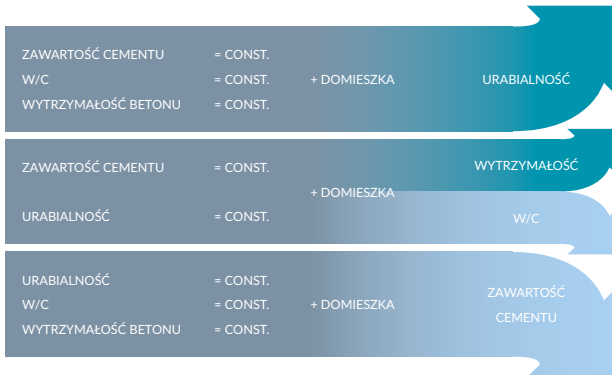 ZAWARTOŚĆ CEMENTU = CONST.
W/C = CONST. + DOMIESZKA URABIALNOŚĆ
WYTRZYMAŁOŚĆ BETONU = CONST.
ZAWARTOŚĆ CEMENTU = CONST. WYTRZYMAŁOŚĆ
+ DOMIESZKA
URABIALNOŚĆ = CONST. W/C
URABIALNOŚĆ = CONST.
ZAWARTOŚĆ
W/C = CONST. + DOMIESZKA
CEMENTU
WYTRZYMAŁOŚĆ BETONU = CONST.